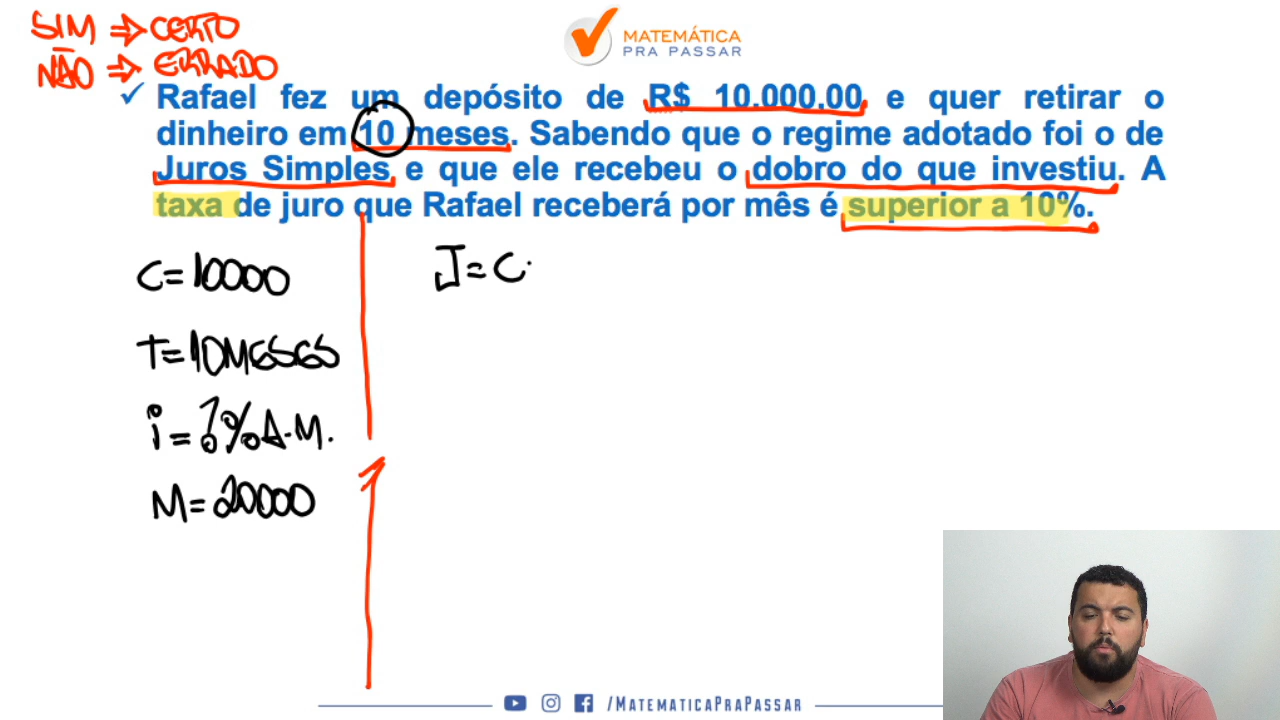 SIM ⇒ CERTO
NÃO ⇒ ERRADO
MATEMÁTICA
PRA PASSAR
✓ Rafael fez um depósito de R$ 10.000,00 e quer retirar o
dinheiro em 10 meses. Sabendo que o regime adotado foi o de
Juros Simples e que ele recebeu o dobro do que investiu. A
taxa de juro que Rafael receberá por mês é superior a 10%.
C=10000
J=C·
T=10MESES
i=?%A.M.
M=20000
/MATEMATICAPRAPASSAR